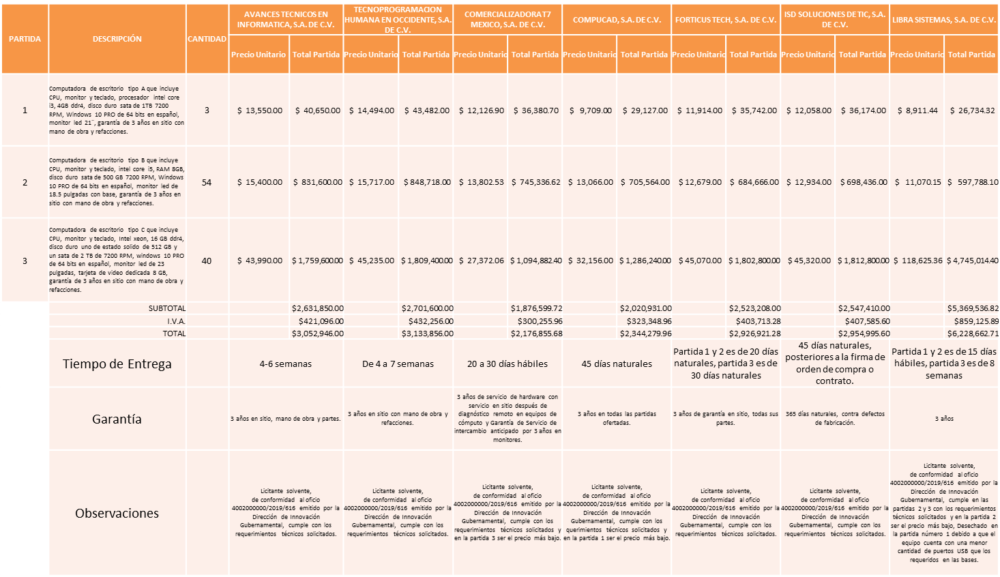 PARTIDA
DESCRIPCIÓN
CANTIDAD
AVANCES TECNICOS EN
INFORMATICA, S.A. DE C.V.
TECNOPROGRAMACION
HUMANA EN OCCIDENTE, S.A.
DE C.V.
COMERCIALIZADORA T7
MEXICO, S.A. DE C.V.
COMPUCAD, S.A. DE C.V.
FORTICUS TECH, S.A. DE C.V.
ISD SOLUCIONES DE TIC, S.A.
DE C.V.
LIBRA SISTEMAS, S.A. DE C.V.
Precio Unitario Total Partida Precio Unitario Total Partida Precio Unitario Total Partida Precio Unitario Total Partida Precio Unitario Total Partida Precio Unitario Total Partida Precio Unitario Total Partida
1
Computadora de escritorio tipo A que incluye
CPU, monitor y teclado, procesador intel core
i3, 4GB ddr4, disco duro sata de 1TB 7200
RPM, Windows 10 PRO de 64 bits en español,
monitor led 21¨, garantía de 3 años en sitio con
mano de obra y refacciones.
3
$ 13,550.00 $ 40,650.00 $ 14,494.00 $ 43,482.00 $ 12,126.90 $ 36,380.70 $ 9,709.00 $ 29,127.00 $ 11,914.00 $ 35,742.00 $ 12,058.00 $ 36,174.00 $ 8,911.44 $ 26,734.32
2
Computadora de escritorio tipo B que incluye
CPU, monitor y teclado, intel core i5, RAM 8GB,
disco duro sata de 500 GB 7200 RPM, Windows
10 PRO de 64 bits en español, monitor led de
18.5 pulgadas con base, garantía de 3 años en
sitio con mano de obra y refacciones.
54
$ 15,400.00 $ 831,600.00 $ 15,717.00 $ 848,718.00 $ 13,802.53 $ 745,336.62 $ 13,066.00 $ 705,564.00 $ 12,679.00 $ 684,666.00 $ 12,934.00 $ 698,436.00 $ 11,070.15 $ 597,788.10
3
Computadora de escritorio tipo C que incluye
CPU, monitor y teclado, Intel xeon, 16 GB ddr4,
disco duro uno de estado solido de 512 GB y
un sata de 2 TB de 7200 RPM, windows 10 PRO
de 64 bits en español, monitor led de 23
pulgadas, tarjeta de video dedicada 8 GB,
garantía de 3 años en sitio con mano de obra y
refacciones.
40
$ 43,990.00 $ 1,759,600.00 $ 45,235.00 $ 1,809,400.00 $ 27,372.06 $ 1,094,882.40 $ 32,156.00 $ 1,286,240.00 $ 45,070.00 $ 1,802,800.00 $ 45,320.00 $ 1,812,800.00 $ 118,625.36 $ 4,745,014.40
SUBTOTAL $2,631,850.00 $2,701,600.00 $1,876,599.72 $2,020,931.00 $2,523,208.00 $2,547,410.00 $5,369,536.82
I.V.A. $421,096.00 $432,256.00 $300,255.96 $323,348.96 $403,713.28 $407,585.60 $859,125.89
TOTAL $3,052,946.00 $3,133,856.00 $2,176,855.68 $2,344,279.96 $2,926,921.28 $2,954,995.60 $6,228,662.71
Tiempo de Entrega
4-6 semanas
De 4 a 7 semanas
20 a 30 días hábiles
45 días naturales
Partida 1 y 2 es de 20 días
naturales, partida 3 es de
30 días naturales
45 días naturales,
posteriores a la firma de
orden de compra o
contrato.
Partida 1 y 2 es de 15 días
hábiles, partida 3 es de 8
semanas
Garantía
3 años en sitio, mano de obra y partes.
3 años en sitio con mano de obra y
refacciones.
3 años de servicio de hardware con
servicio en sitio después de
diagnóstico remoto en equipos de
cómputo y Garantía de Servicio de
intercambio anticipado por 3 años en
monitores.
3 años en todas las partidas
ofertadas.
3 años de garantía en sitio, todas sus
partes.
365 días naturales, contra defectos
de fabricación.
3 años
Observaciones
Licitante solvente,
de conformidad al oficio
4002000000/2019/616 emitido por la
Dirección de Innovación
Gubernamental, cumple con los
requerimientos técnicos solicitados.
Licitante solvente,
de conformidad al oficio
4002000000/2019/616 emitido por la
Dirección de Innovación
Gubernamental, cumple con los
requerimientos técnicos solicitados.
Licitante solvente,
de conformidad al oficio
4002000000/2019/616 emitido por la
Dirección de Innovación
Gubernamental, cumple con los
requerimientos técnicos solicitados y
en la partida 3 ser el precio más bajo.
Licitante solvente,
de conformidad al oficio
4002000000/2019/616 emitido por la
Dirección de Innovación
Gubernamental, cumple con los
querimientos técnicos solicitados y
en la partida 1 ser el precio más bajo.
Licitante solvente,
de conformidad al oficio
4002000000/2019/616 emitido por la
Dirección de Innovación
Gubernamental, cumple con los
requerimientos técnicos solicitados.
Licitante solvente,
de conformidad al oficio
4002000000/2019/616 emitido por la
Dirección de Innovación
Gubernamental, cumple con los
requerimientos técnicos solicitados.
Licitante solvente,
de conformidad al oficio
4002000000/2019/616 emitido por la
Dirección de Innovación
Gubernamental, cumple en las
partidas 2 y 3 con los requerimientos
técnicos solicitados y en la partida 2
ser el precio más bajo, Desechado en
la partida número 1 debido a que el
equipo cuenta con una menor
cantidad de puertos USB que los
requeridos en las bases.